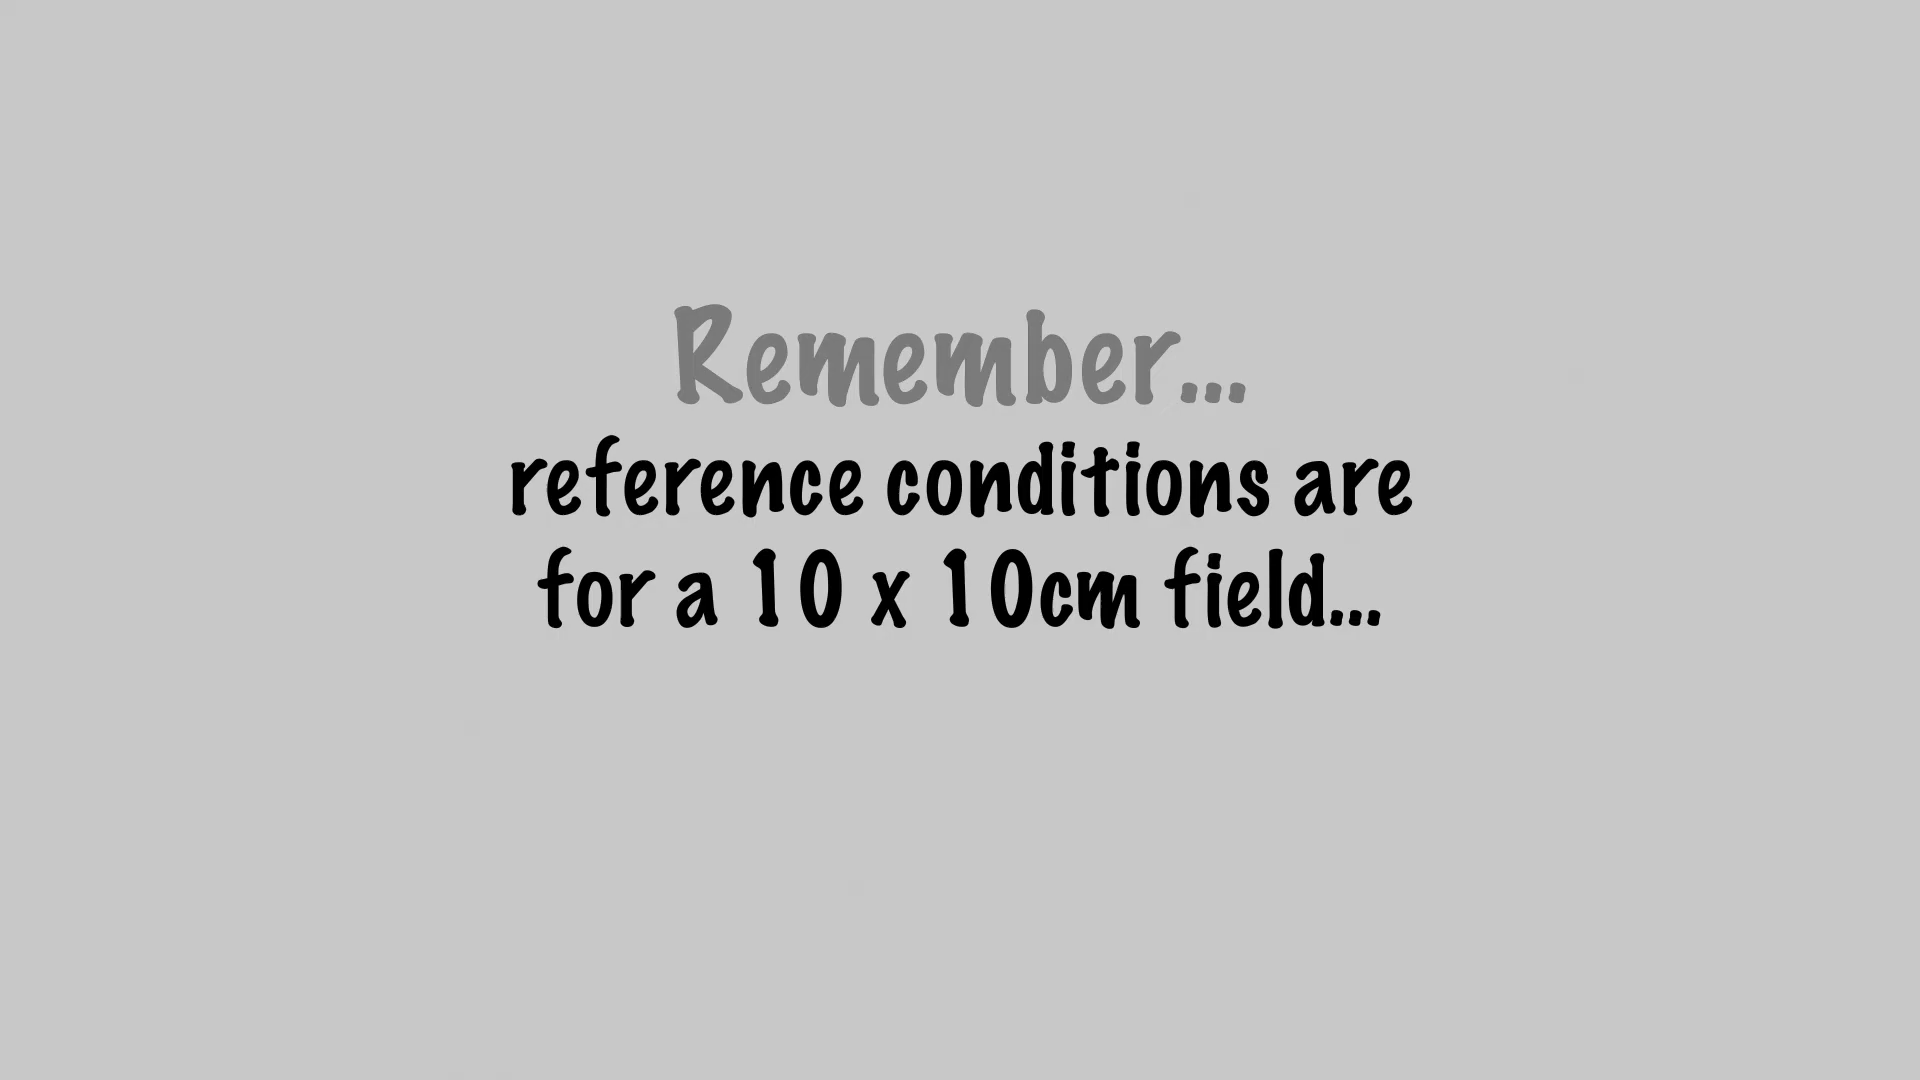 Remember...
reference conditions are
for a 10 x 10cm field...